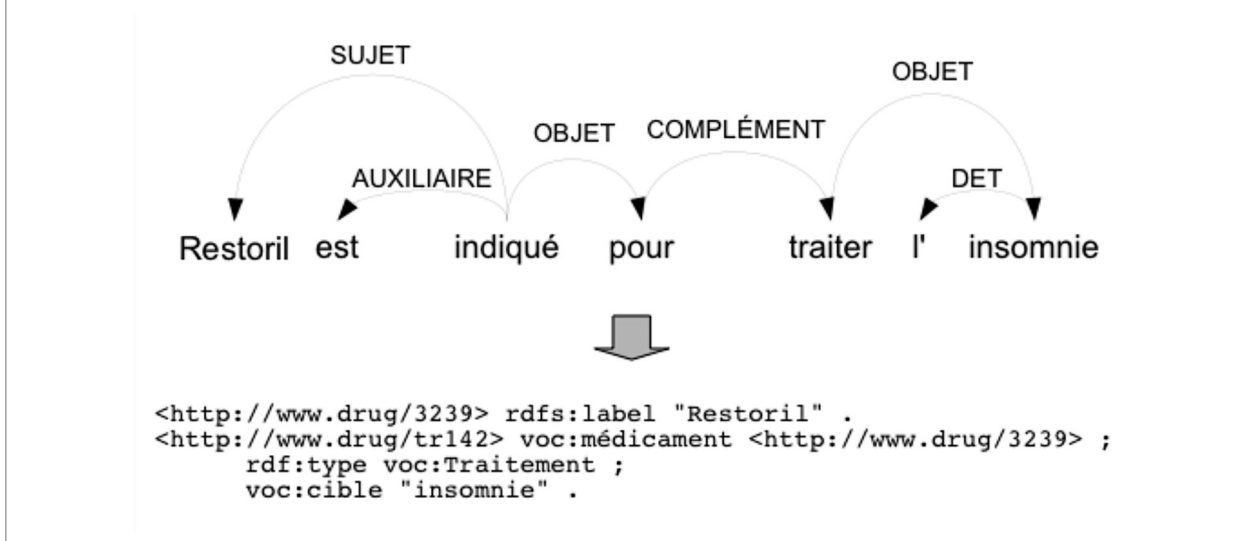 SUJET
OBJET
OBJET
COMPLÉMENT
AUXILIAIRE
DET
Restoril est indiqué pour traiter l' insomnie
<http://www.drug/3239> rdfs:label "Restoril" .
<http://www.drug/tr142> voc:médicament <http://www.drug/3239> ;
rdf:type voc:Traitement ;
voc:cible "insomnie" .